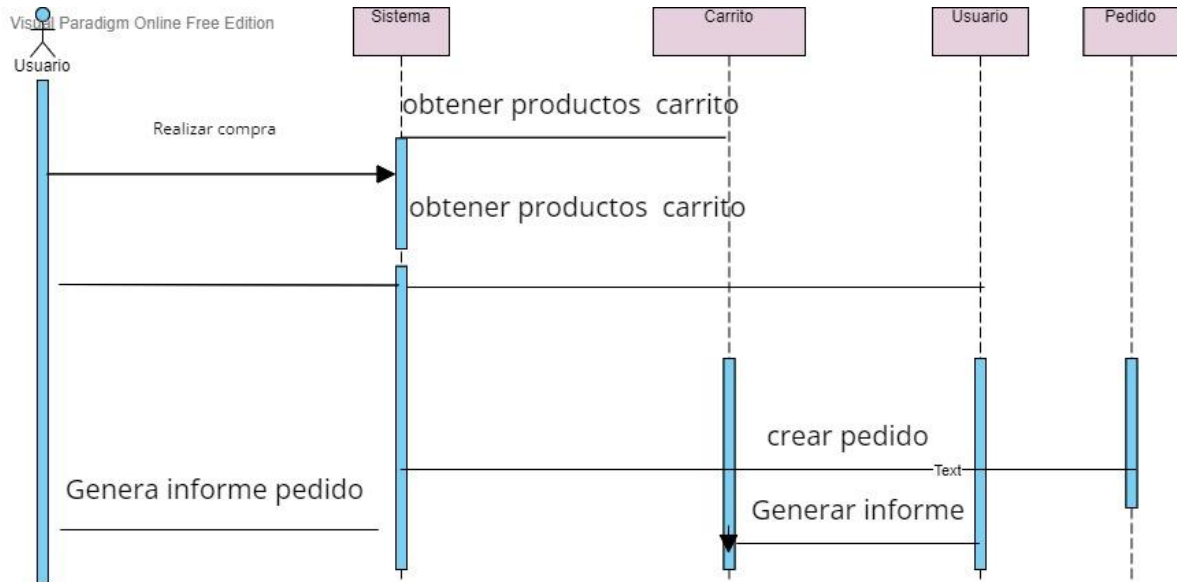 Visual Paradigm Online Free Edition
Usuario
Sistema
Carrito
Usuario
Pedido
obtener productos carrito
Realizar compra
obtener productos carrito
crear pedido
Text
Genera informe pedido
Generar informe